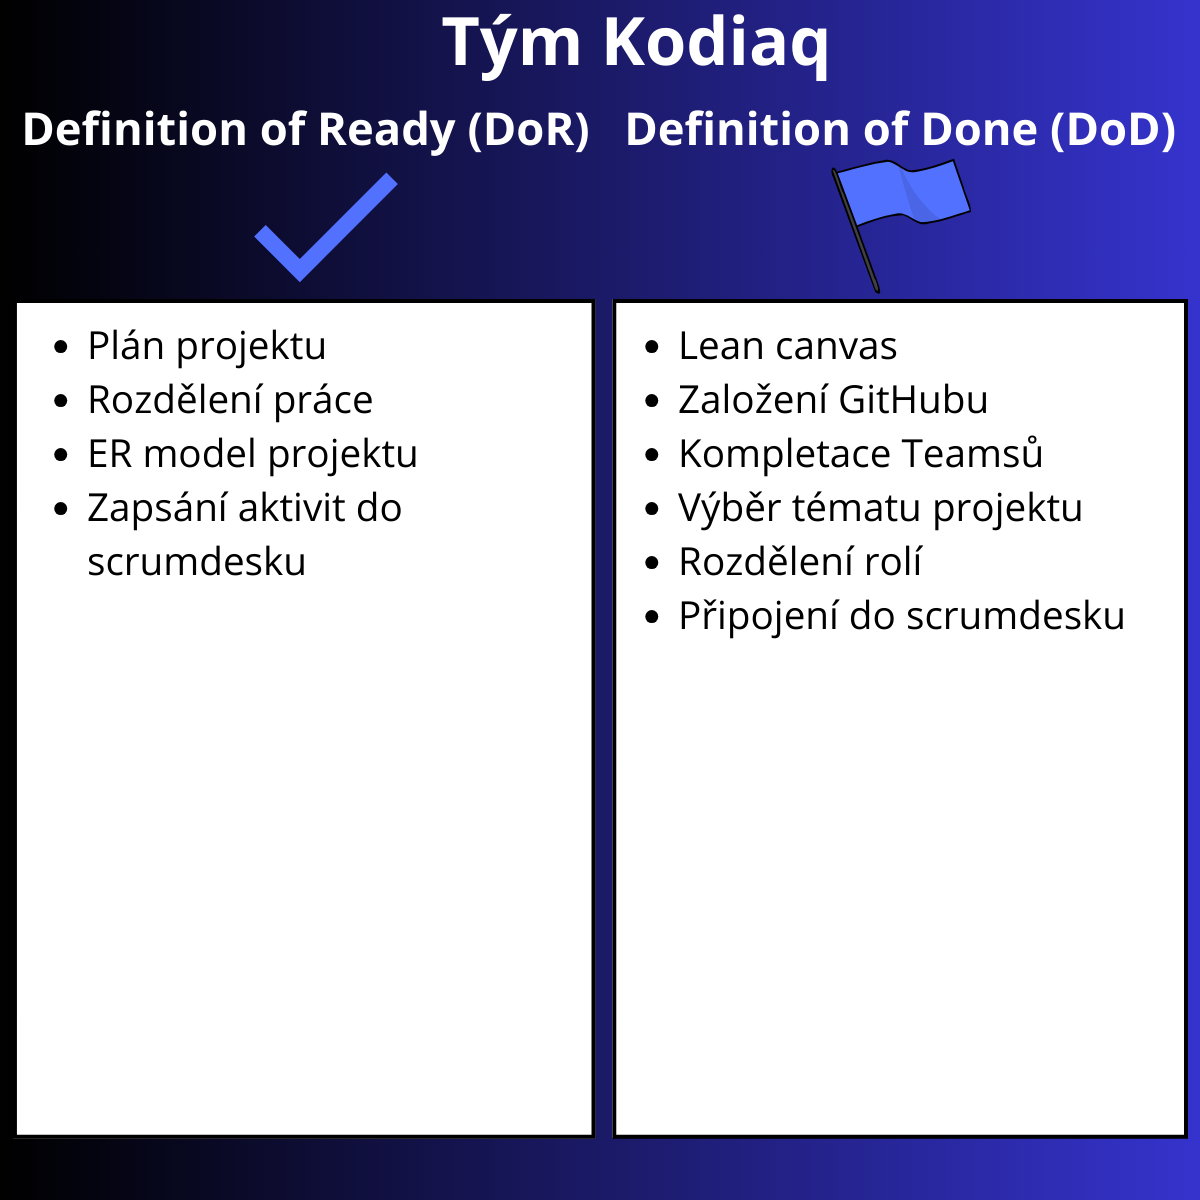 Tým Kodiaq
Definition of Ready (DoR)
Definition of Done (DoD)
• Plán projektu
• Rozdělení práce
• ER model projektu
• Zapsání aktivit do
scrumdesku
• Lean canvas
• Založení GitHubu
• Kompletace Teamsů
• Výběr tématu projektu
• Rozdělení rolí
• Připojení do scrumdesku